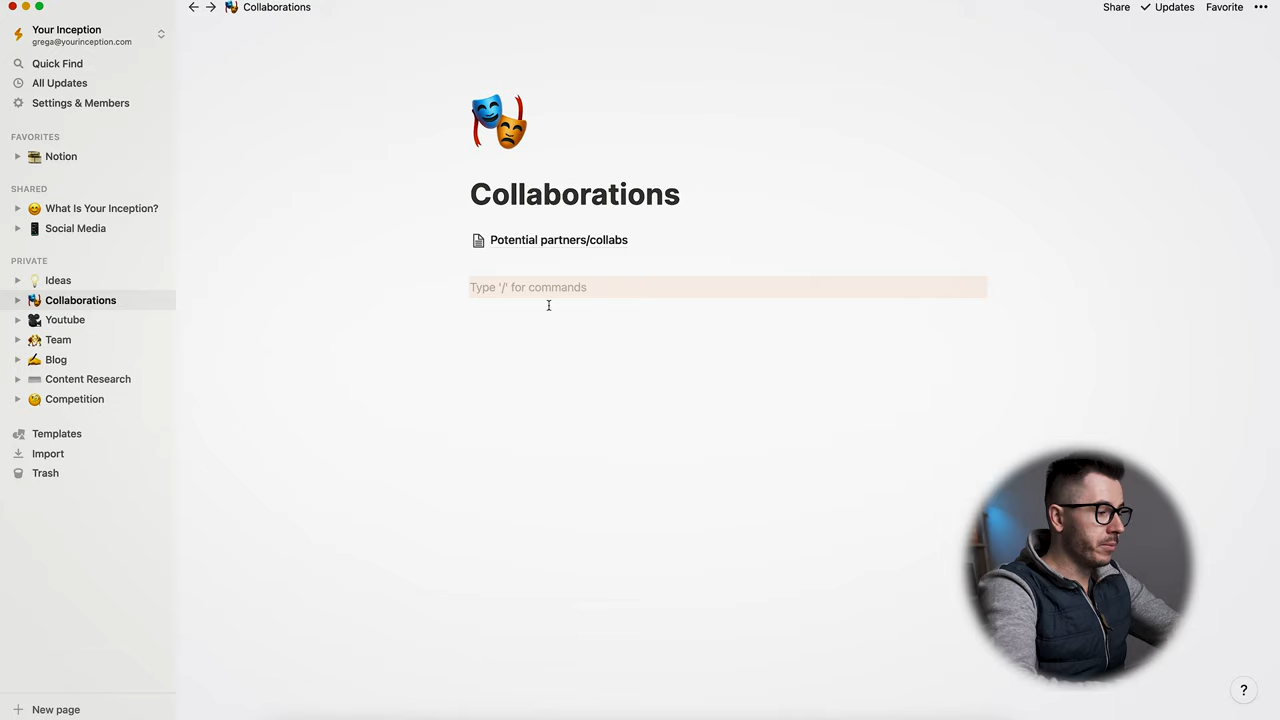 Collaborations
Share
Updates
Favorite
Your Inception
grega@yourinception.com
Quick Find
All Updates
Settings & Members
FAVORITES
Notion
SHARED
What Is Your Inception?
Social Media
PRIVATE
Ideas
Collaborations
Youtube
Team
Blog
Content Research
Competition
Templates
Import
Trash
New page
Collaborations
Potential partners/collabs
Type '/' for commands
?